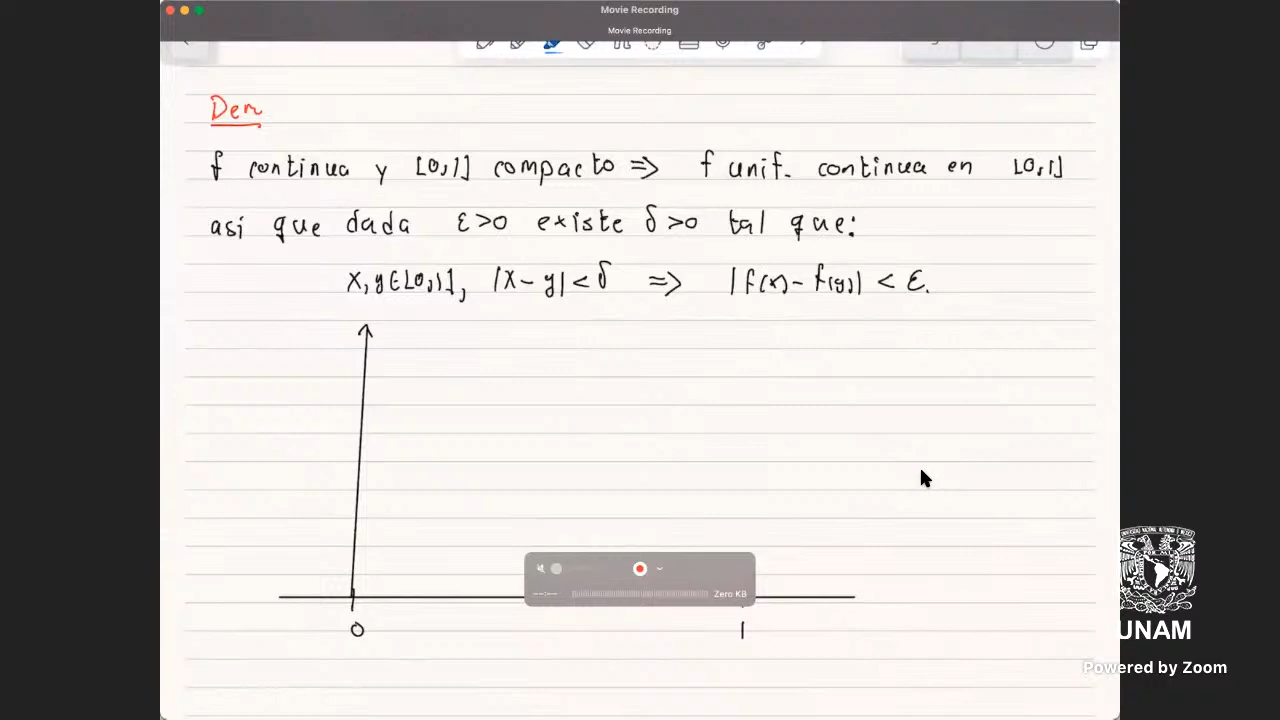 Movie Recording
Movie Recording
Dem
f continua y [0,1] compacto => f unif. continua en [0,1]
asi que dada ε>0 existe δ>0 tal que:
x,y∈[0,1], |x-y|<δ => |f(x)-f(y)| < ε.
--:-- Zero KB
0 1
UNAM
Powered by Zoom